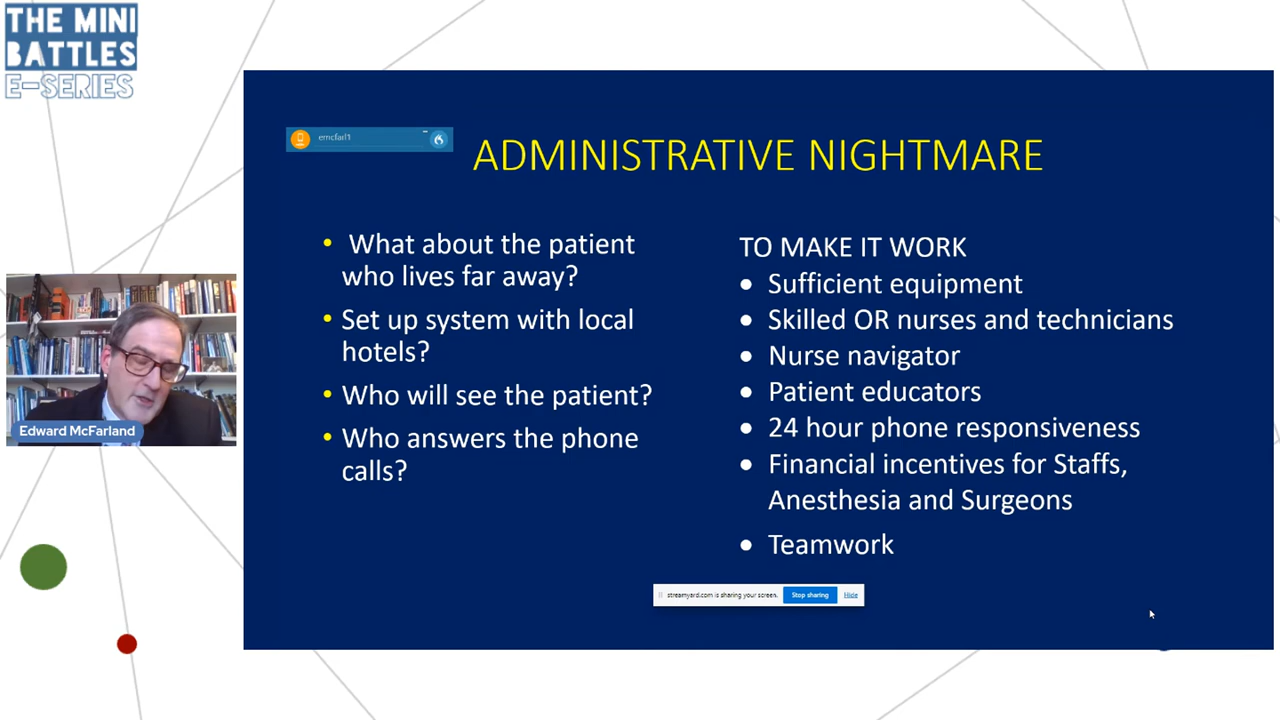 THE MINI
BATTLES
E-SERIES
emcfarl1
ADMINISTRATIVE NIGHTMARE
• What about the patient
who lives far away?
• Set up system with local
hotels?
• Who will see the patient?
• Who answers the phone
calls?
TO MAKE IT WORK
• Sufficient equipment
• Skilled OR nurses and technicians
• Nurse navigator
• Patient educators
• 24 hour phone responsiveness
• Financial incentives for Staffs,
Anesthesia and Surgeons
• Teamwork
Edward McFarland
streamyard.com is sharing your screen. Stop sharing Hide